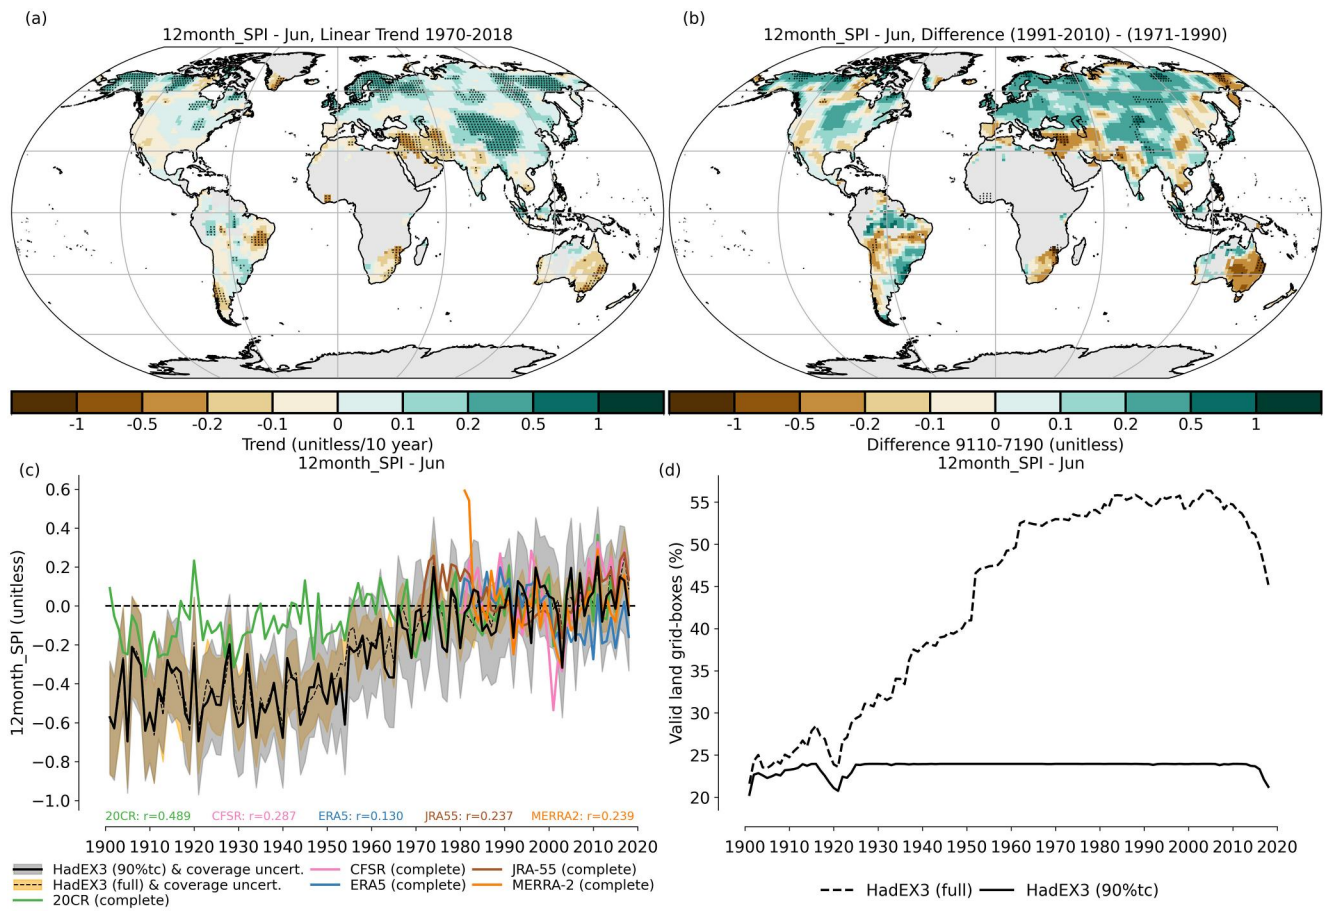 (a)
12month_SPI - Jun, Linear Trend 1970-2018
-1 -0.5 -0.2 -0.1 0 0.1 0.2 0.5 1
Trend (unitless/10 year)
(b)
12month_SPI - Jun, Difference (1991-2010) - (1971-1990)
-1 -0.5 -0.2 -0.1 0 0.1 0.2 0.5 1
Difference 9110-7190 (unitless)
(c)
12month_SPI - Jun
12month_SPI (unitless)
0.6
0.4
0.2
0.0
−0.2
−0.4
−0.6
−0.8
−1.0
20CR: r=0.489 CFSR: r=0.287 ERA5: r=0.130 JRA55: r=0.237 MERRA2: r=0.239
1900 1910 1920 1930 1940 1950 1960 1970 1980 1990 2000 2010 2020
HadEX3 (90%tc) & coverage uncert.
HadEX3 (full) & coverage uncert.
20CR (complete)
CFSR (complete)
ERA5 (complete)
JRA-55 (complete)
MERRA-2 (complete)
(d)
12month_SPI - Jun
Valid land grid-boxes (%)
55
50
45
40
35
30
25
20
1900 1910 1920 1930 1940 1950 1960 1970 1980 1990 2000 2010 2020
HadEX3 (full) HadEX3 (90%tc)